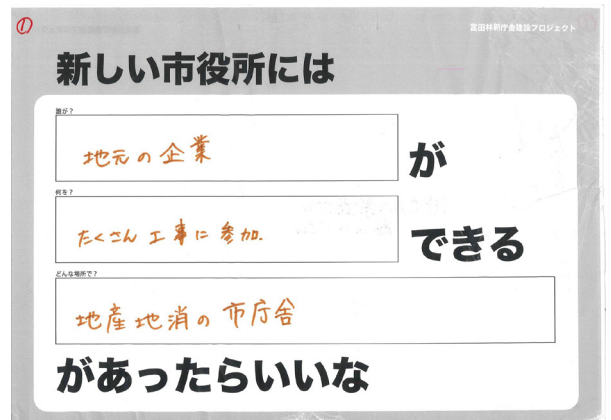 ①
富田林新庁舎建設プロジェクト
新しい市役所には
誰が？
地元の企業
が
何を？
たくさん工事に参加.
できる
どんな場所で？
地産地消の市庁舎
があったらいいな